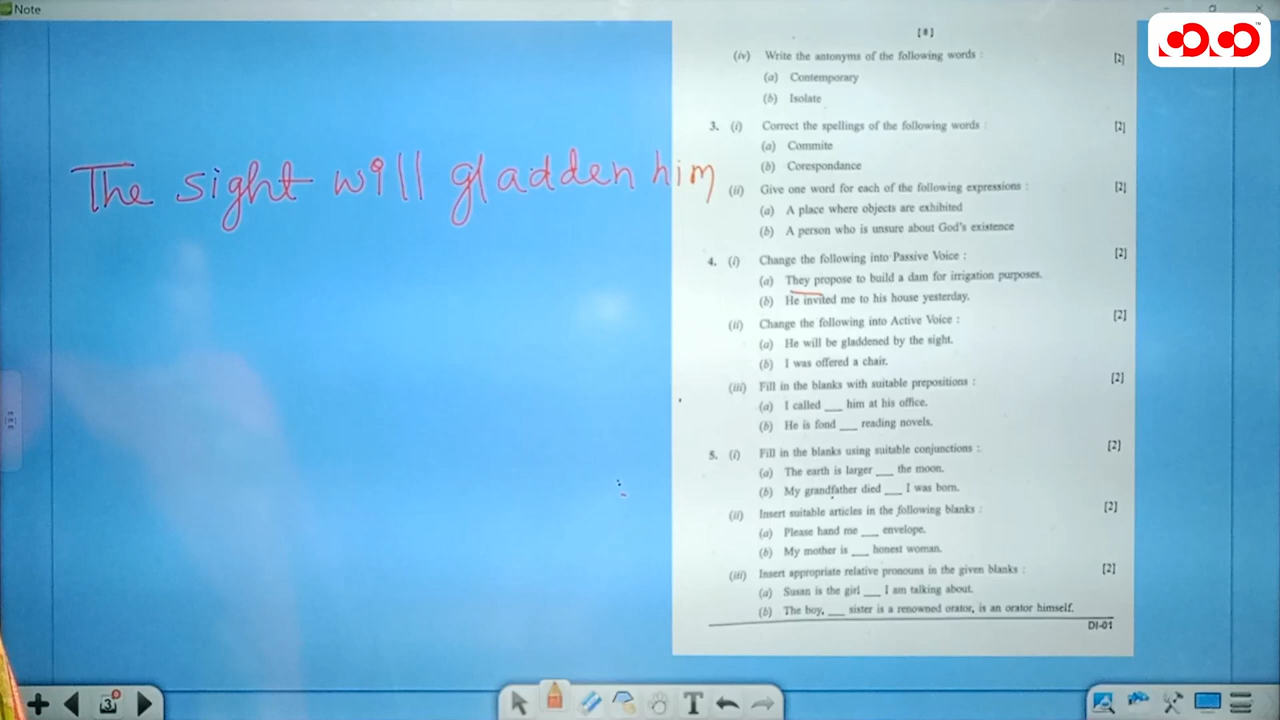 Note
[8]
(iv) Write the antonyms of the following words : [2]
(a) Contemporary
(b) Isolate
3. (i) Correct the spellings of the following words : [2]
(a) Commite
(b) Corespondance
The sight will gladden him
(ii) Give one word for each of the following expressions : [2]
(a) A place where objects are exhibited
(b) A person who is unsure about God's existence
4. (i) Change the following into Passive Voice : [2]
(a) They propose to build a dam for irrigation purposes.
(b) He invited me to his house yesterday.
(ii) Change the following into Active Voice : [2]
(a) He will be gladdened by the sight.
(b) I was offered a chair.
(iii) Fill in the blanks with suitable prepositions : [2]
(a) I called ___ him at his office.
(b) He is fond ___ reading novels.
5. (i) Fill in the blanks using suitable conjunctions : [2]
(a) The earth is larger ___ the moon.
(b) My grandfather died ___ I was born.
(ii) Insert suitable articles in the following blanks : [2]
(a) Please hand me ___ envelope.
(b) My mother is ___ honest woman.
(iii) Insert appropriate relative pronouns in the given blanks : [2]
(a) Susan is the girl ___ I am talking about.
(b) The boy, ___ sister is a renowned orator, is an orator himself.
DI-01
3
T